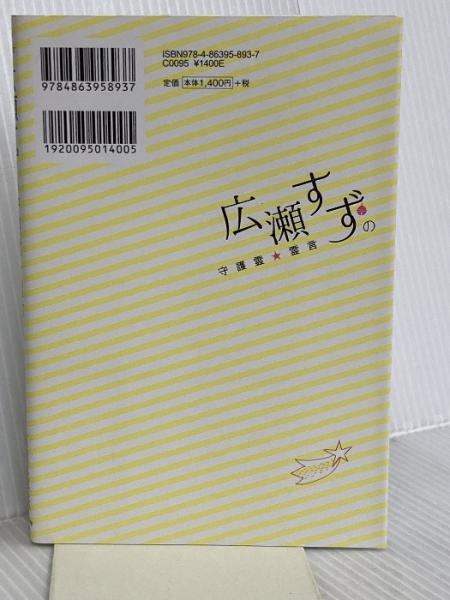 ISBN978-4-86395-893-7
C0095 ¥1400E
定価 本体1,400円 +税
9784863958937
1920095014005
広瀬すずの
守護霊★霊言